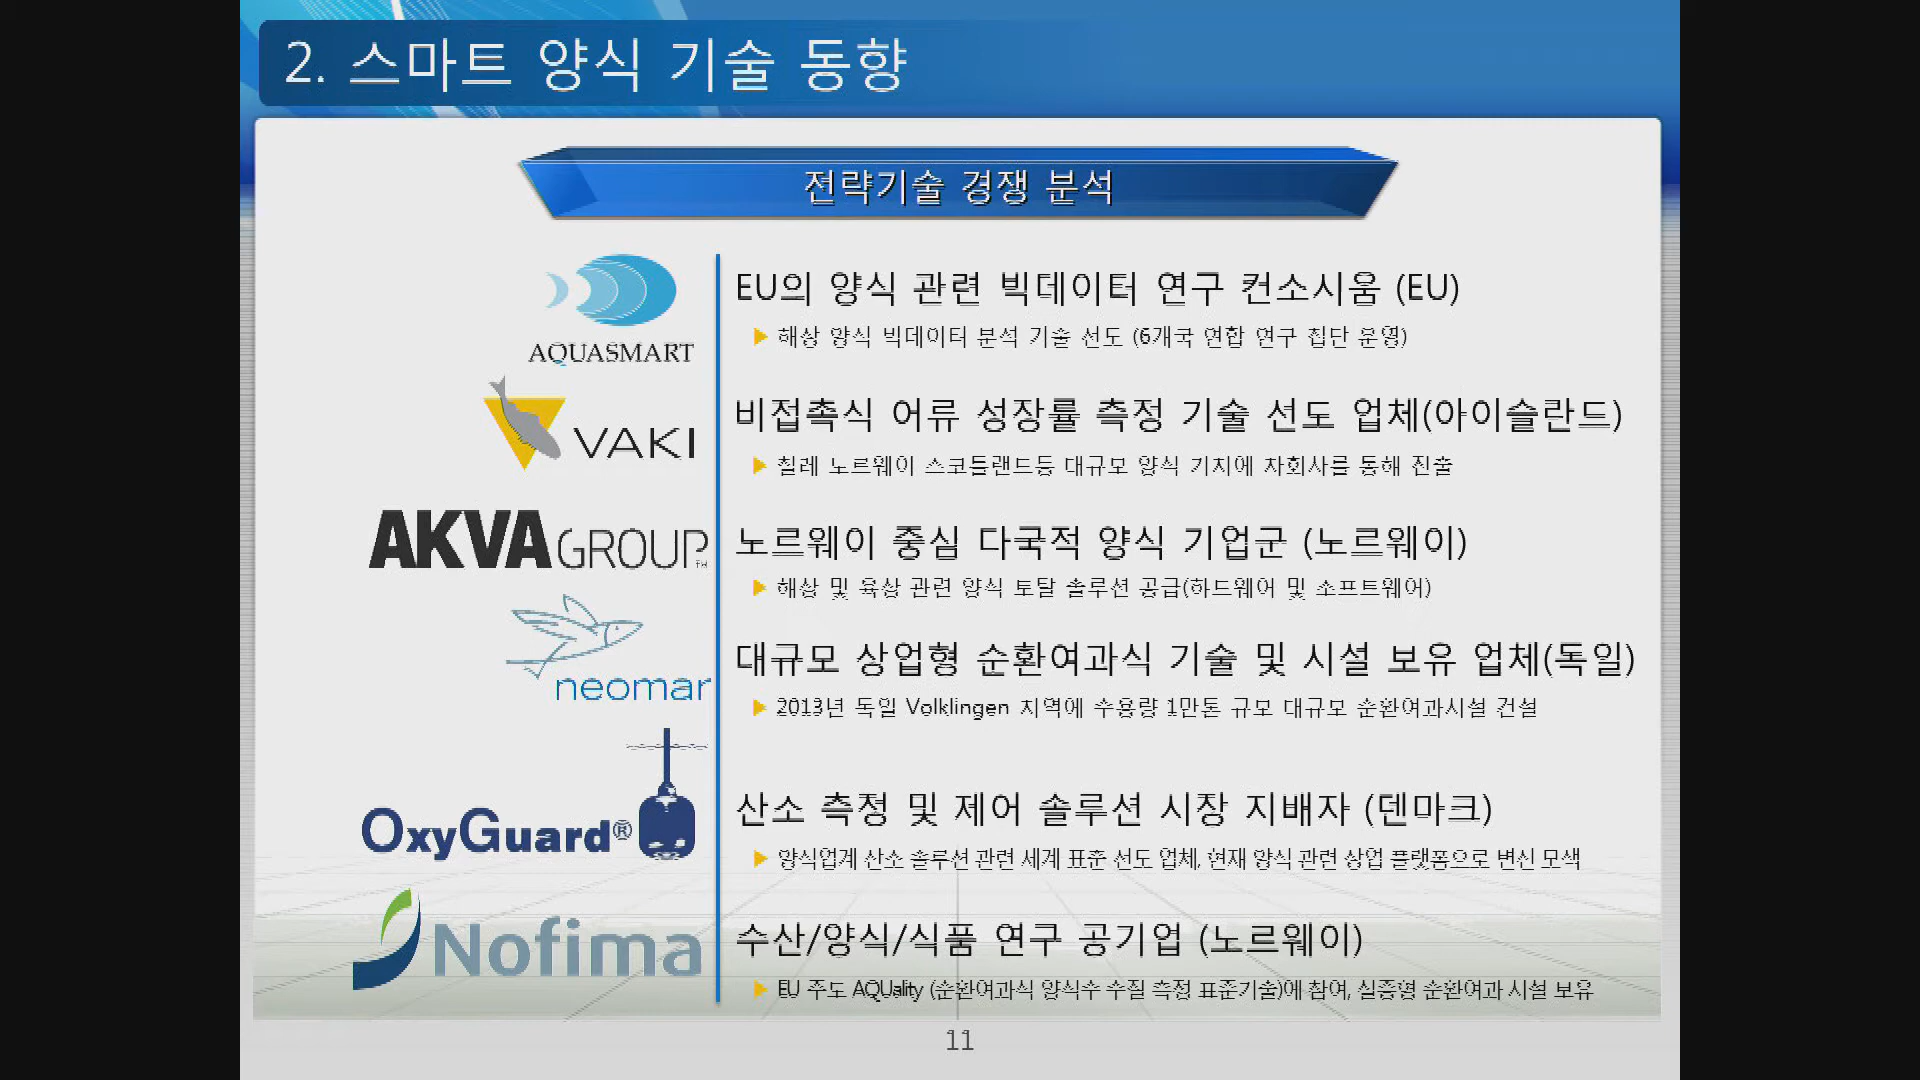 2. 스마트 양식 기술 동향
전략기술 경쟁 분석
AQUASMART
EU의 양식 관련 빅데이터 연구 컨소시움 (EU)
해상 양식 빅데이터 분석 기술 선도 (6개국 연합 연구 집단 운영)
VAKI
비접촉식 어류 성장률 측정 기술 선도 업체(아이슬란드)
칠레 노르웨이 스코틀랜드등 대규모 양식 기지에 자회사를 통해 진출
AKVA GROUP TM
노르웨이 중심 다국적 양식 기업군 (노르웨이)
해상 및 육상 관련 양식 토탈 솔루션 공급(하드웨어 및 소프트웨어)
neomar
대규모 상업형 순환여과식 기술 및 시설 보유 업체(독일)
2013년 독일 Volklingen 지역에 수용량 1만톤 규모 대규모 순환여과시설 건설
OxyGuard®
산소 측정 및 제어 솔루션 시장 지배자 (덴마크)
양식업계 산소 솔루션 관련 세계 표준 선도 업체, 현재 양식 관련 상업 플랫폼으로 변신 모색
Nofima
수산/양식/식품 연구 공기업 (노르웨이)
EU 주도 AQUality (순환여과식 양식수 수질 측정 표준기술)에 참여, 실증형 순환여과 시설 보유
11